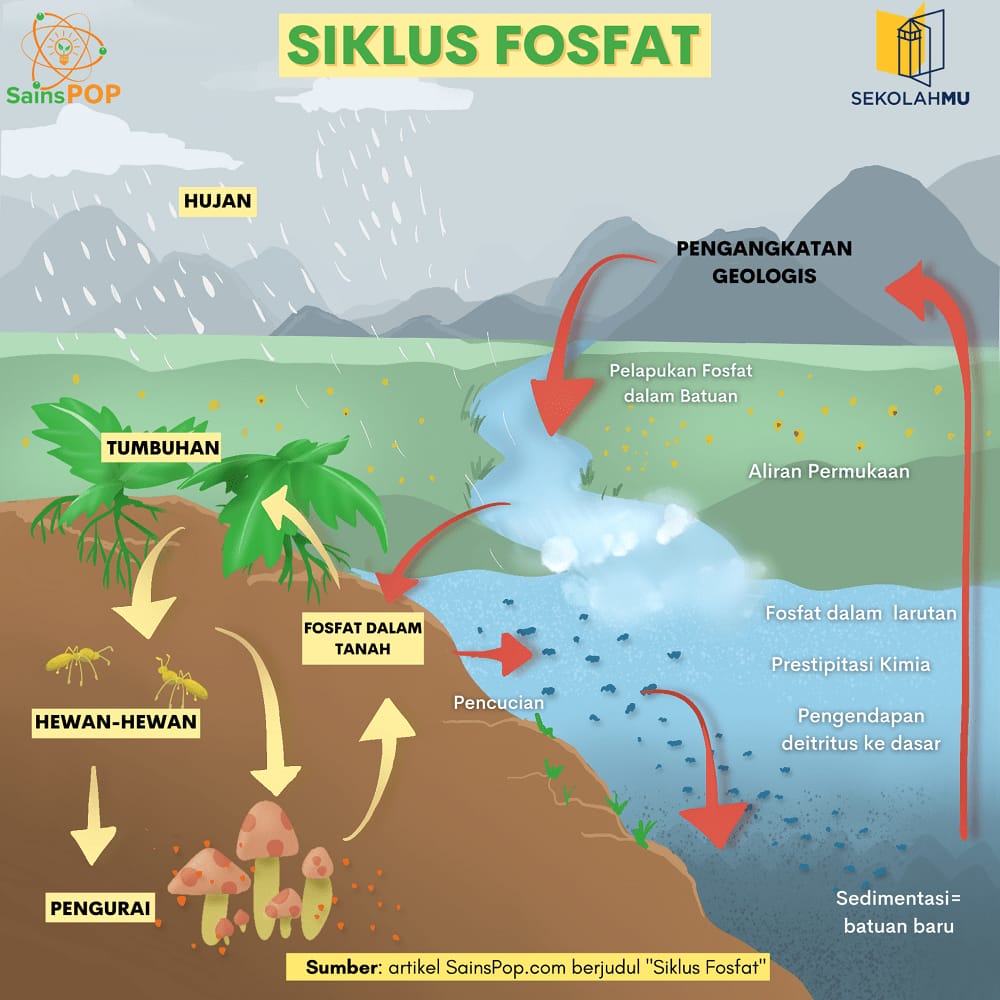 SIKLUS FOSFAT
SainsPOP
SEKOLAHMU
HUJAN
PENGANGKATAN
GEOLOGIS
Pelapukan Fosfat
dalam Batuan
TUMBUHAN
Aliran Permukaan
FOSFAT DALAM
TANAH
Fosfat dalam larutan
Prestipitasi Kimia
Pencucian
Pengendapan
deitritus ke dasar
HEWAN-HEWAN
PENGURAI
Sedimentasi=
batuan baru
Sumber: artikel SainsPop.com berjudul "Siklus Fosfat"